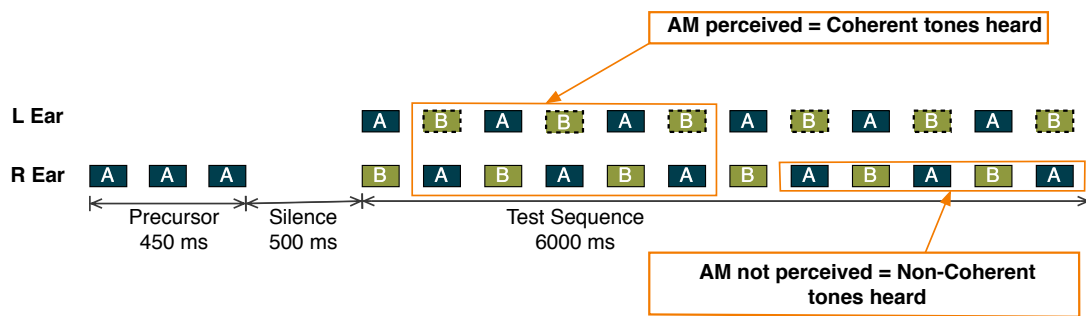 AM perceived = Coherent tones heard
L Ear
A B A B A B A B A B A B
R Ear
A A A B A B A B A B A B A B A
Precursor
450 ms
Silence
500 ms
Test Sequence
6000 ms
AM not perceived = Non-Coherent
tones heard